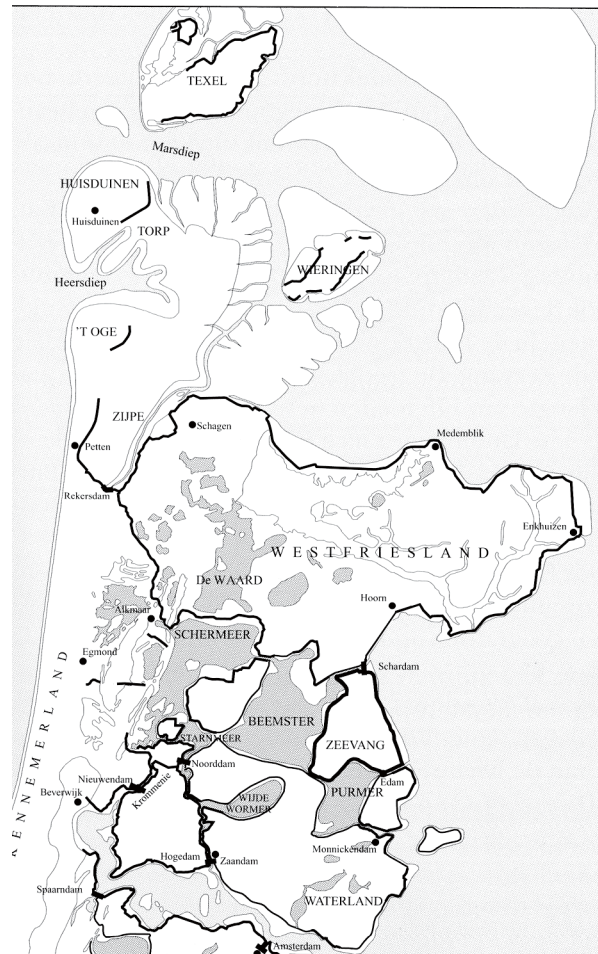 TEXEL
Marsdiep
HUISDUINEN
Huisduinen
TORP
WIERINGEN
Heersdiep
'T OGE
ZIJPE
Schagen
Petten
Medemblik
Rekersdam
Enkhuizen
WESTFRIESLAND
De WAARD
Hoorn
Alkmaar
SCHERMEER
Egmond
Schardam
BEEMSTER
STARNMEER
ZEEVANG
Noorddam
Nieuwendam
Krommenie
Edam
PURMER
Beverwijk
WIJDE
WORMER
KENNEMERLAND
Monnickendam
Hogedam
Zaandam
Spaarndam
WATERLAND
Amsterdam